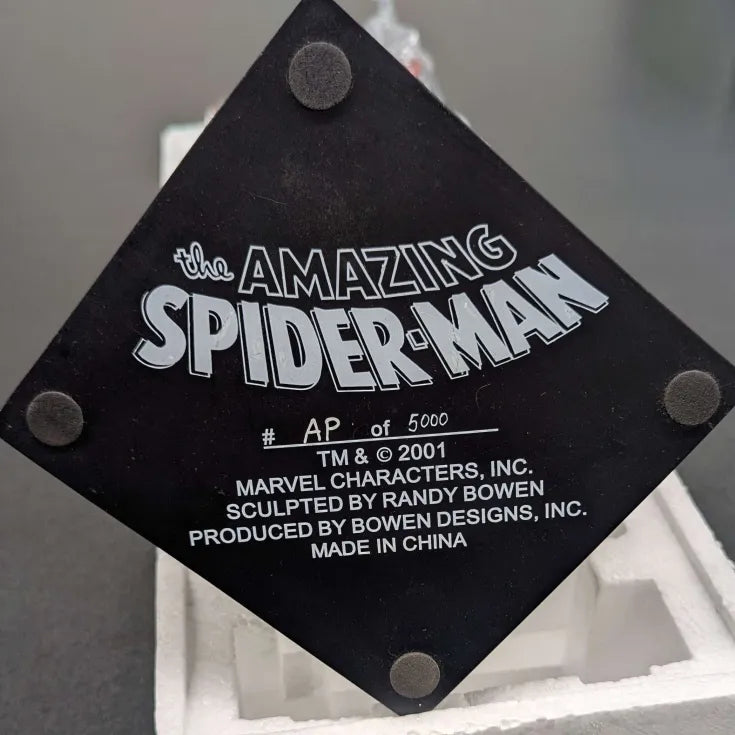 the AMAZING
SPIDER-MAN
# AP of 5000
TM & © 2001
MARVEL CHARACTERS, INC.
SCULPTED BY RANDY BOWEN
PRODUCED BY BOWEN DESIGNS, INC.
MADE IN CHINA